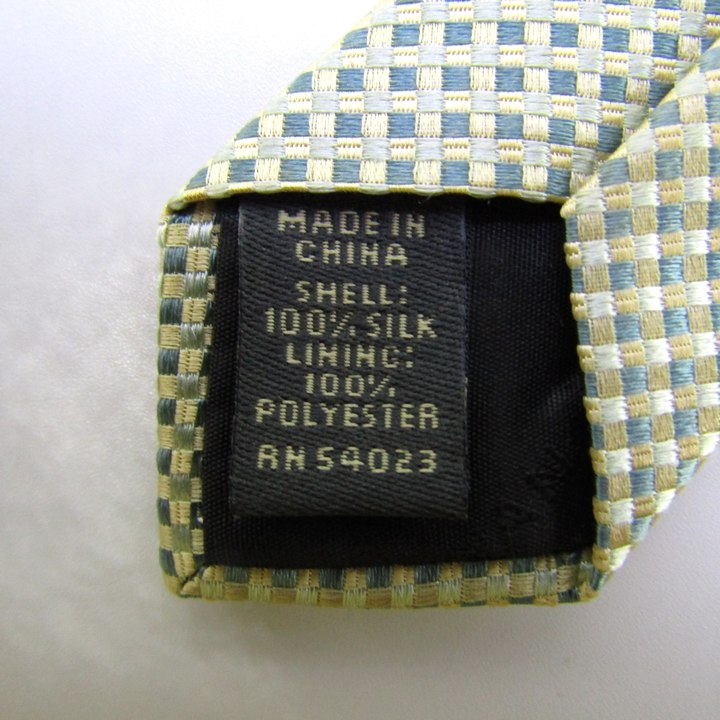 MADE IN
CHINA
SHELL:
100% SILK
LINING:
100%
POLYESTER
RN 54023